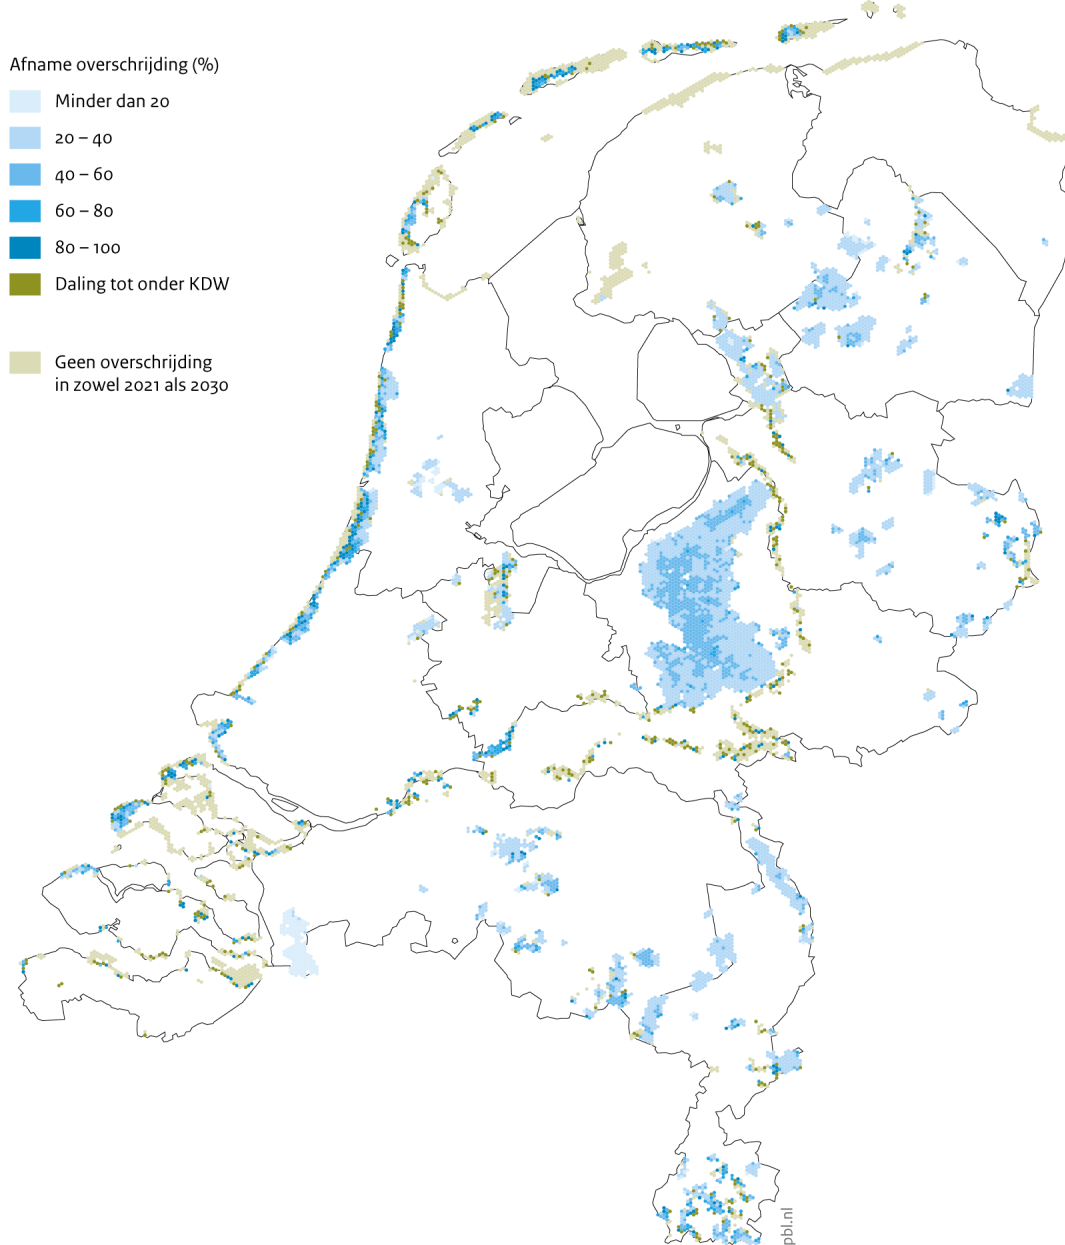 Afname overschrijding (%)
Minder dan 20
20 – 40
40 – 60
60 – 80
80 – 100
Daling tot onder KDW
Geen overschrijding
in zowel 2021 als 2030
pbl.nl